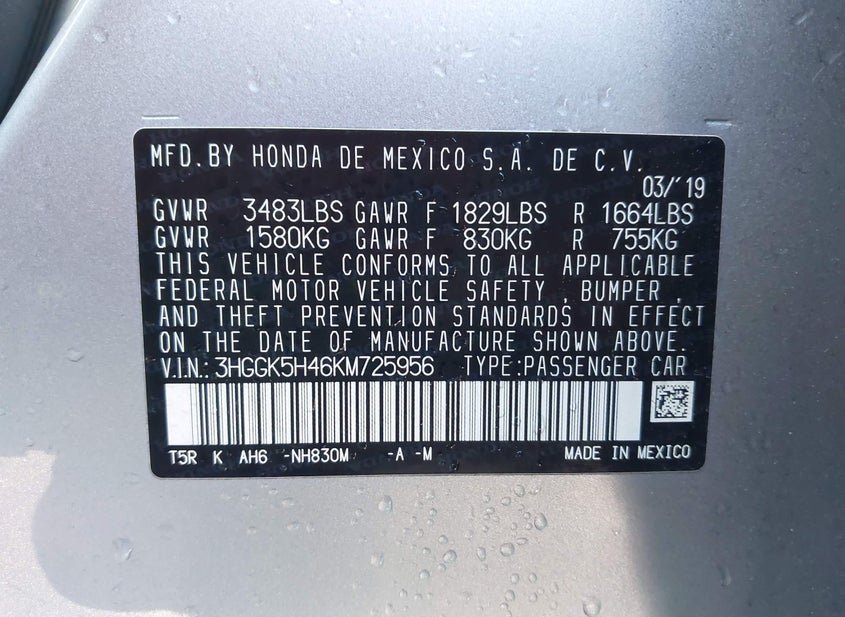 MFD.BY HONDA DE MEXICO S.A. DE C.V.
03/'19
GVWR 3483LBS GAWR F 1829LBS R 1664LBS
GVWR 1580KG GAWR F 830KG R 755KG
THIS VEHICLE CONFORMS TO ALL APPLICABLE
FEDERAL MOTOR VEHICLE SAFETY , BUMPER ,
AND THEFT PREVENTION STANDARDS IN EFFECT
ON THE DATE OF MANUFACTURE SHOWN ABOVE.
V.I.N.: 3HGGK5H46KM725956 TYPE:PASSENGER CAR
T5R K AH6 -NH830M -A -M MADE IN MEXICO